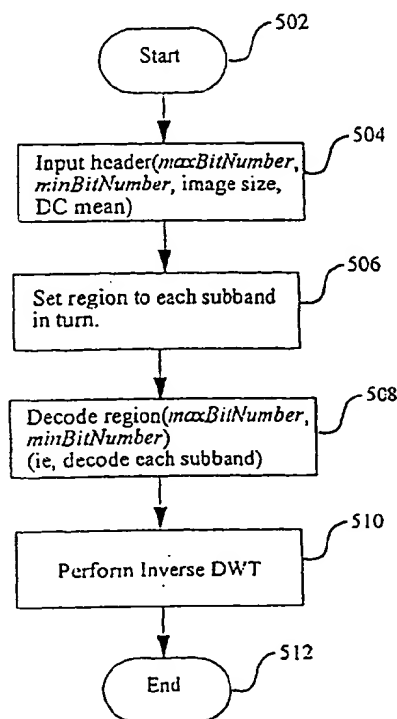 502
Start
504
Input header(maxBitNumber,
minBitNumber, image size,
DC mean)
506
Set region to each subband
in turn.
508
Decode region(maxBitNumber,
minBitNumber)
(ie, decode each subband)
510
Perform Inverse DWT
512
End